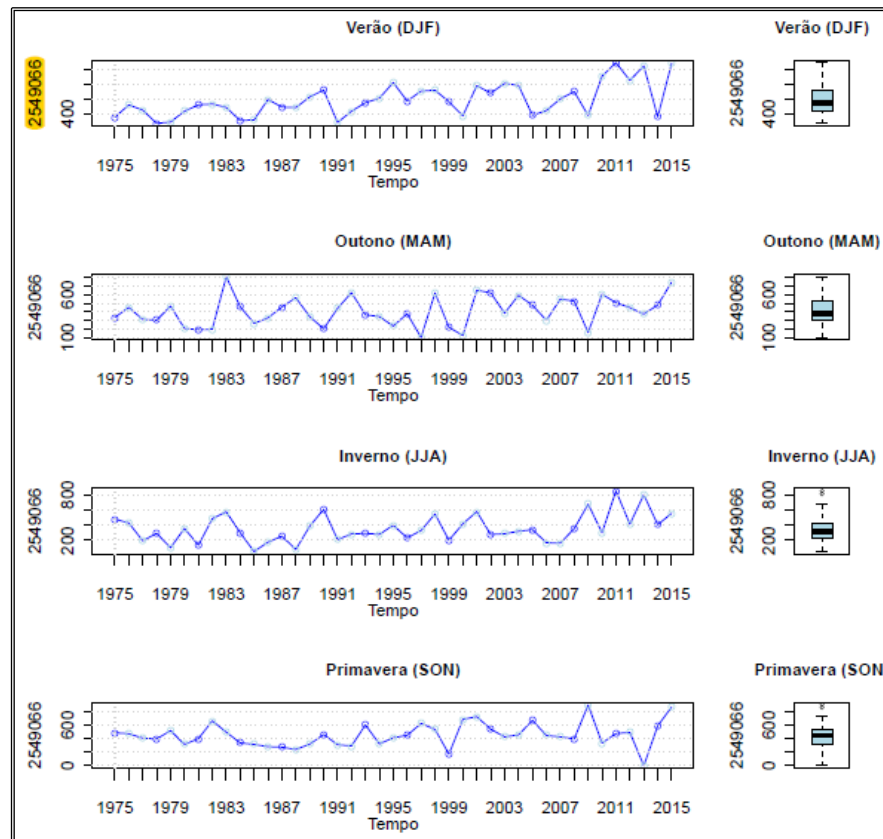 Verão (DJF)
2549066
400
1975 1979 1983 1987 1991 1995 1999 2003 2007 2011 2015
Tempo
Verão (DJF)
2549066
400
Outono (MAM)
2549066
100 600
1975 1979 1983 1987 1991 1995 1999 2003 2007 2011 2015
Tempo
Outono (MAM)
2549066
100 600
Inverno (JJA)
2549066
200 800
1975 1979 1983 1987 1991 1995 1999 2003 2007 2011 2015
Tempo
Inverno (JJA)
2549066
200 800
Primavera (SON)
2549066
0 600
1975 1979 1983 1987 1991 1995 1999 2003 2007 2011 2015
Tempo
Primavera (SON
2549066
0 600